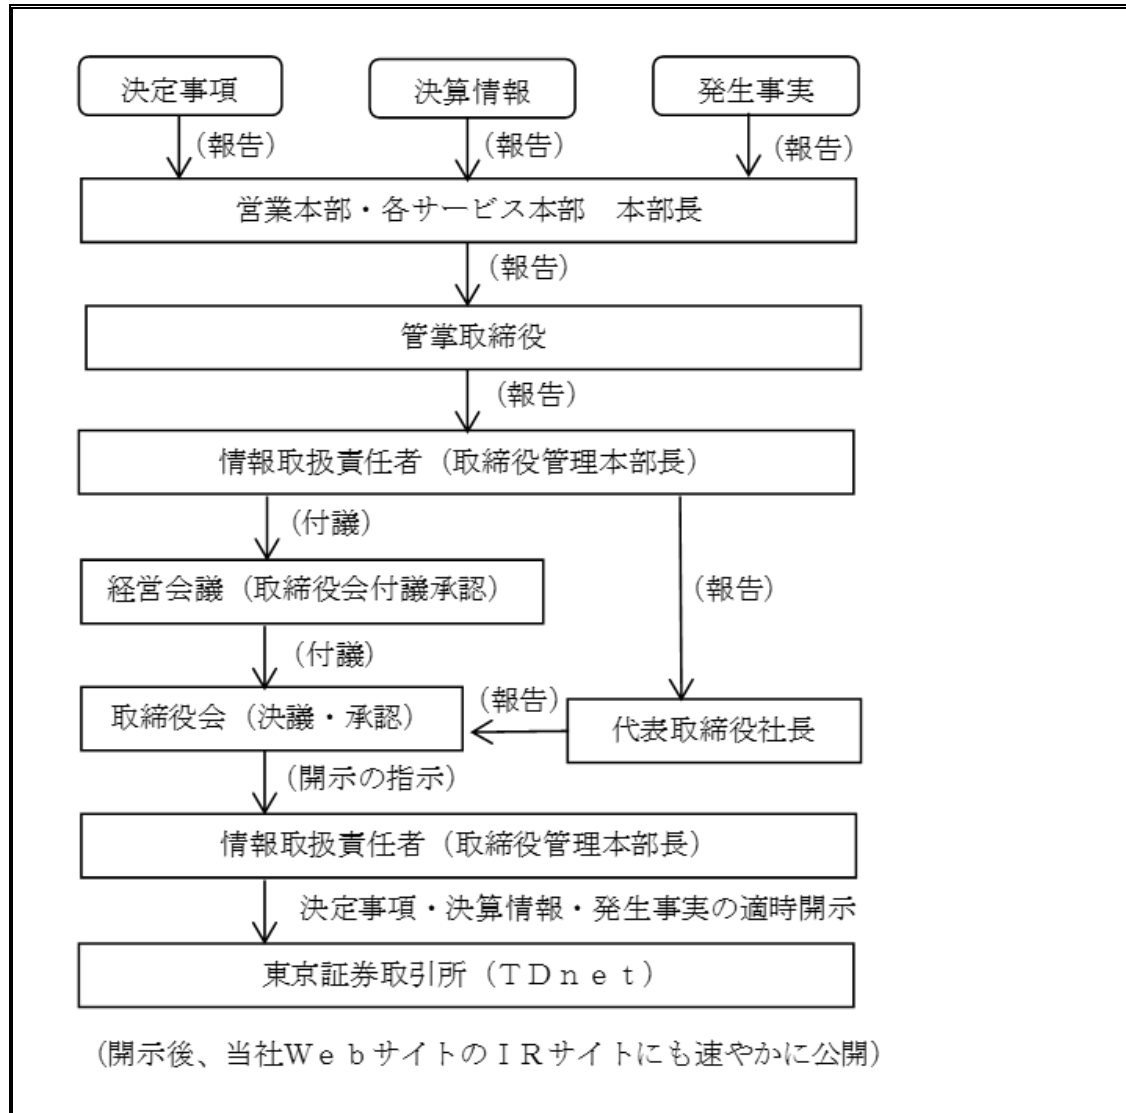 決定事項
決算情報
発生事実
(報告)
(報告)
(報告)
営業本部・各サービス本部　本部長
(報告)
管掌取締役
(報告)
情報取扱責任者（取締役管理本部長）
(付議)
経営会議（取締役会付議承認）
(報告)
(付議)
(報告)
取締役会（決議・承認）
代表取締役社長
(開示の指示)
情報取扱責任者（取締役管理本部長）
決定事項・決算情報・発生事実の適時開示
東京証券取引所（ＴＤｎｅｔ）
(開示後、当社ＷｅｂサイトのＩＲサイトにも速やかに公開)